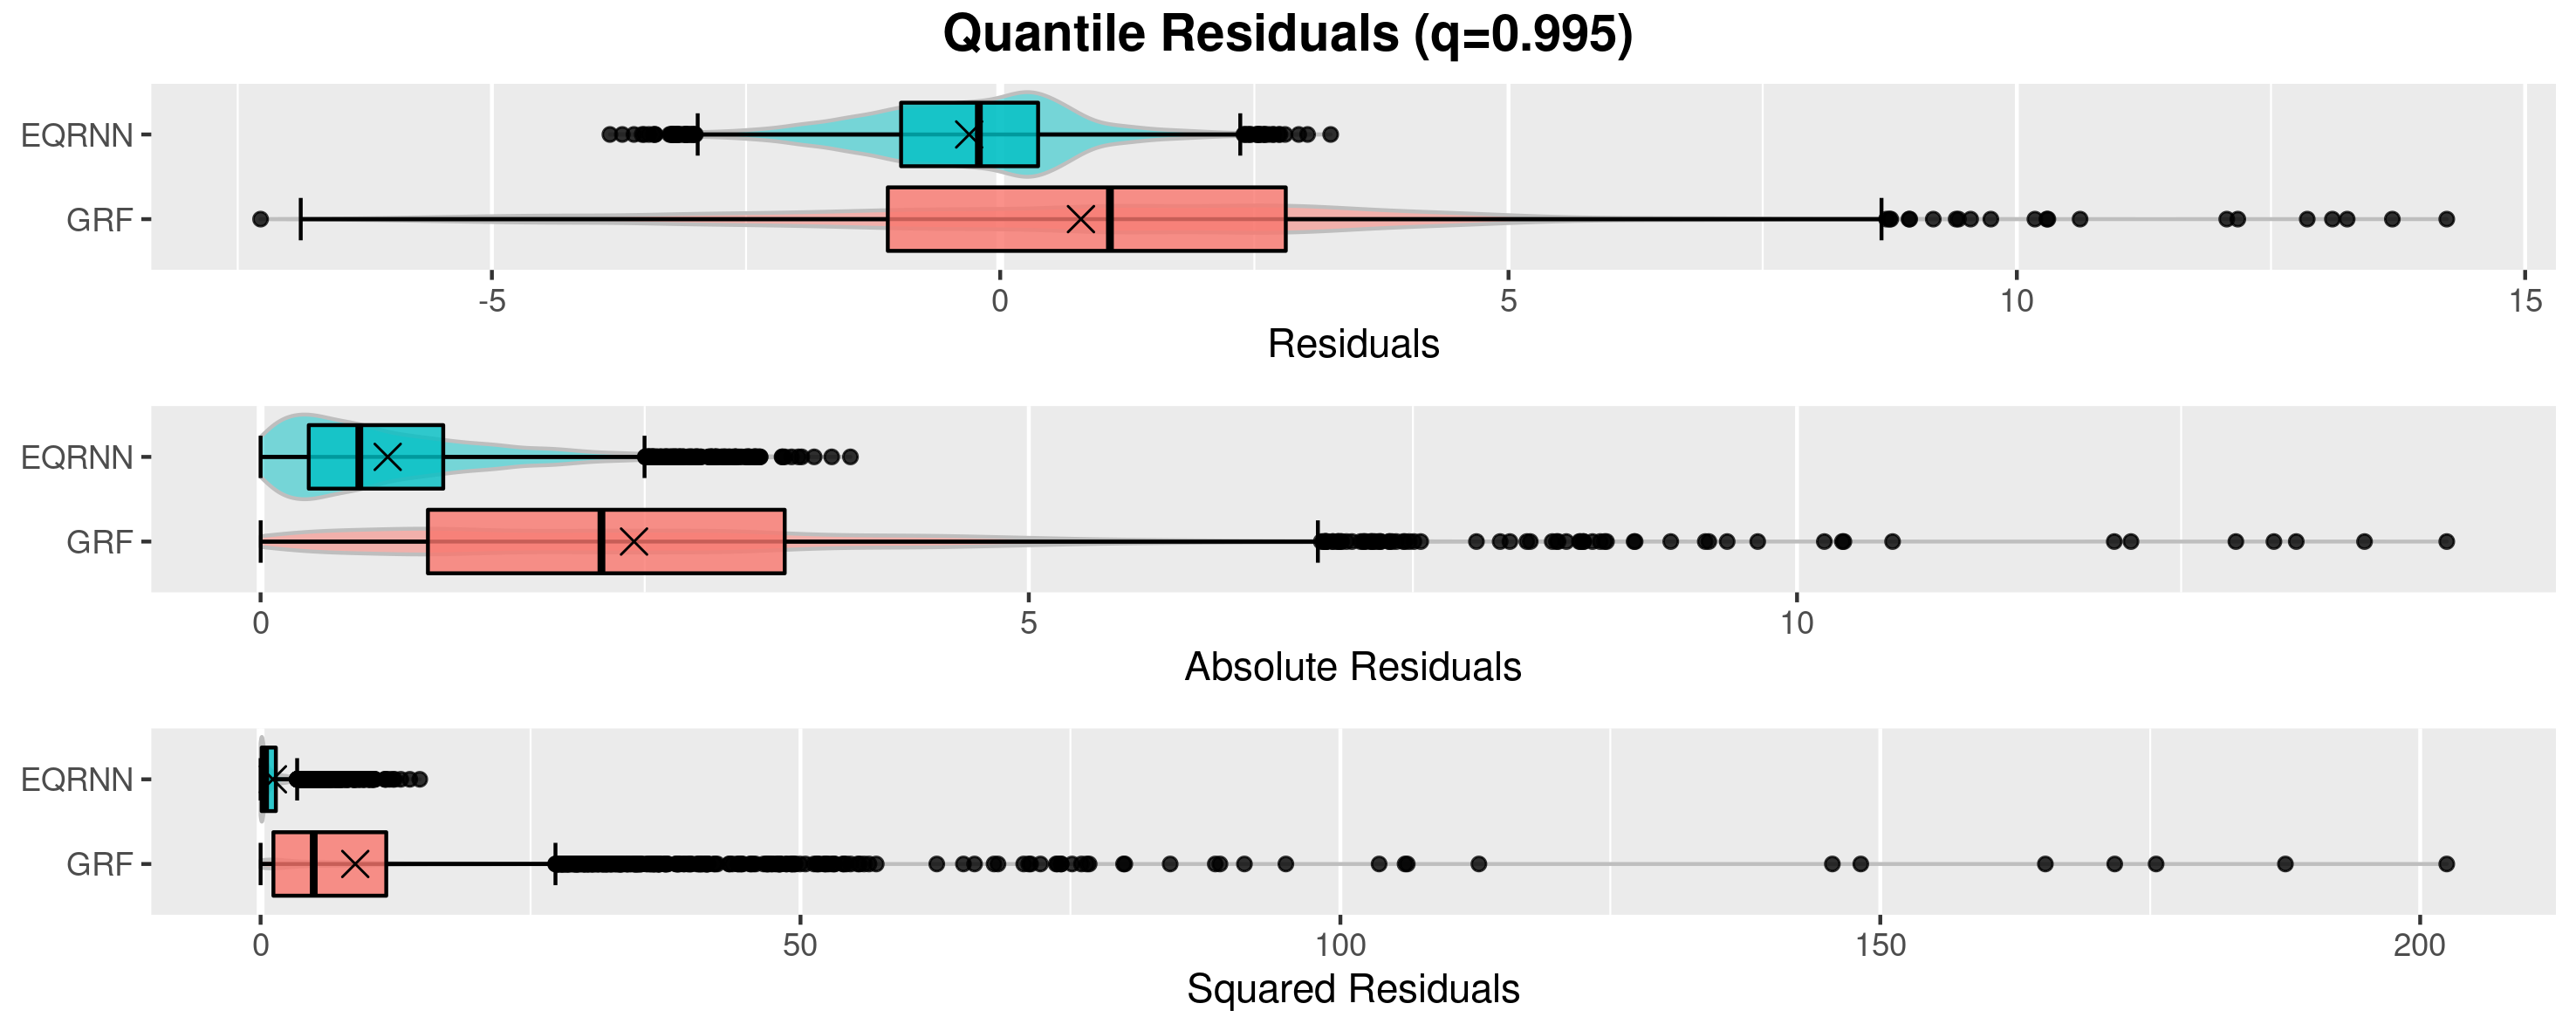 Quantile Residuals (q=0.995)
EQRNN
GRF
-5 0 5 10 15
Residuals
EQRNN
GRF
0 5 10
Absolute Residuals
EQRNN
GRF
0 50 100 150 200
Squared Residuals